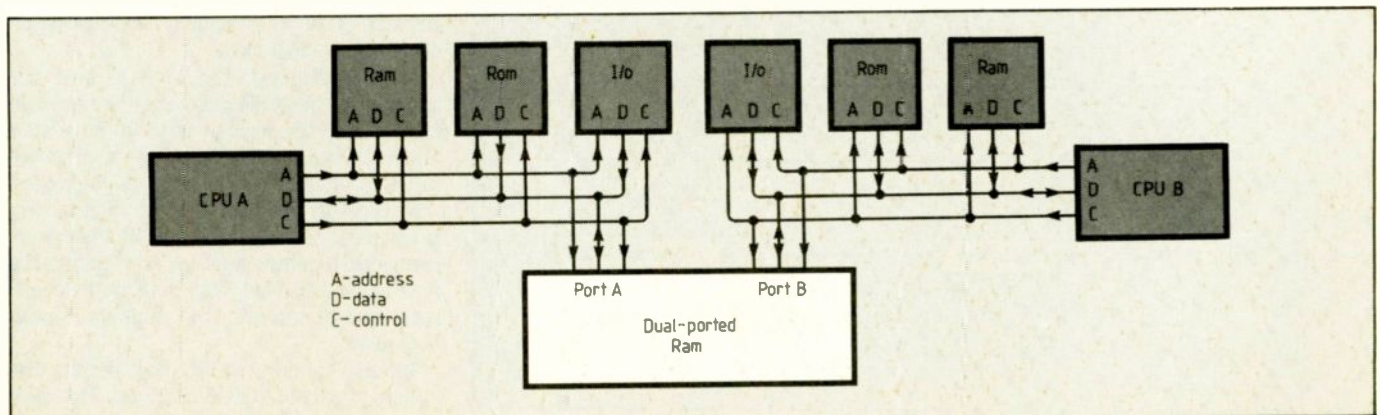 Ram Rom I/o I/o Rom Ram
A D C A D C A D C A D C A D C A D C
A A
CPU A D D CPU B
C C
A-address
D-data
C-control
Port A Port B
Dual-ported
Ram